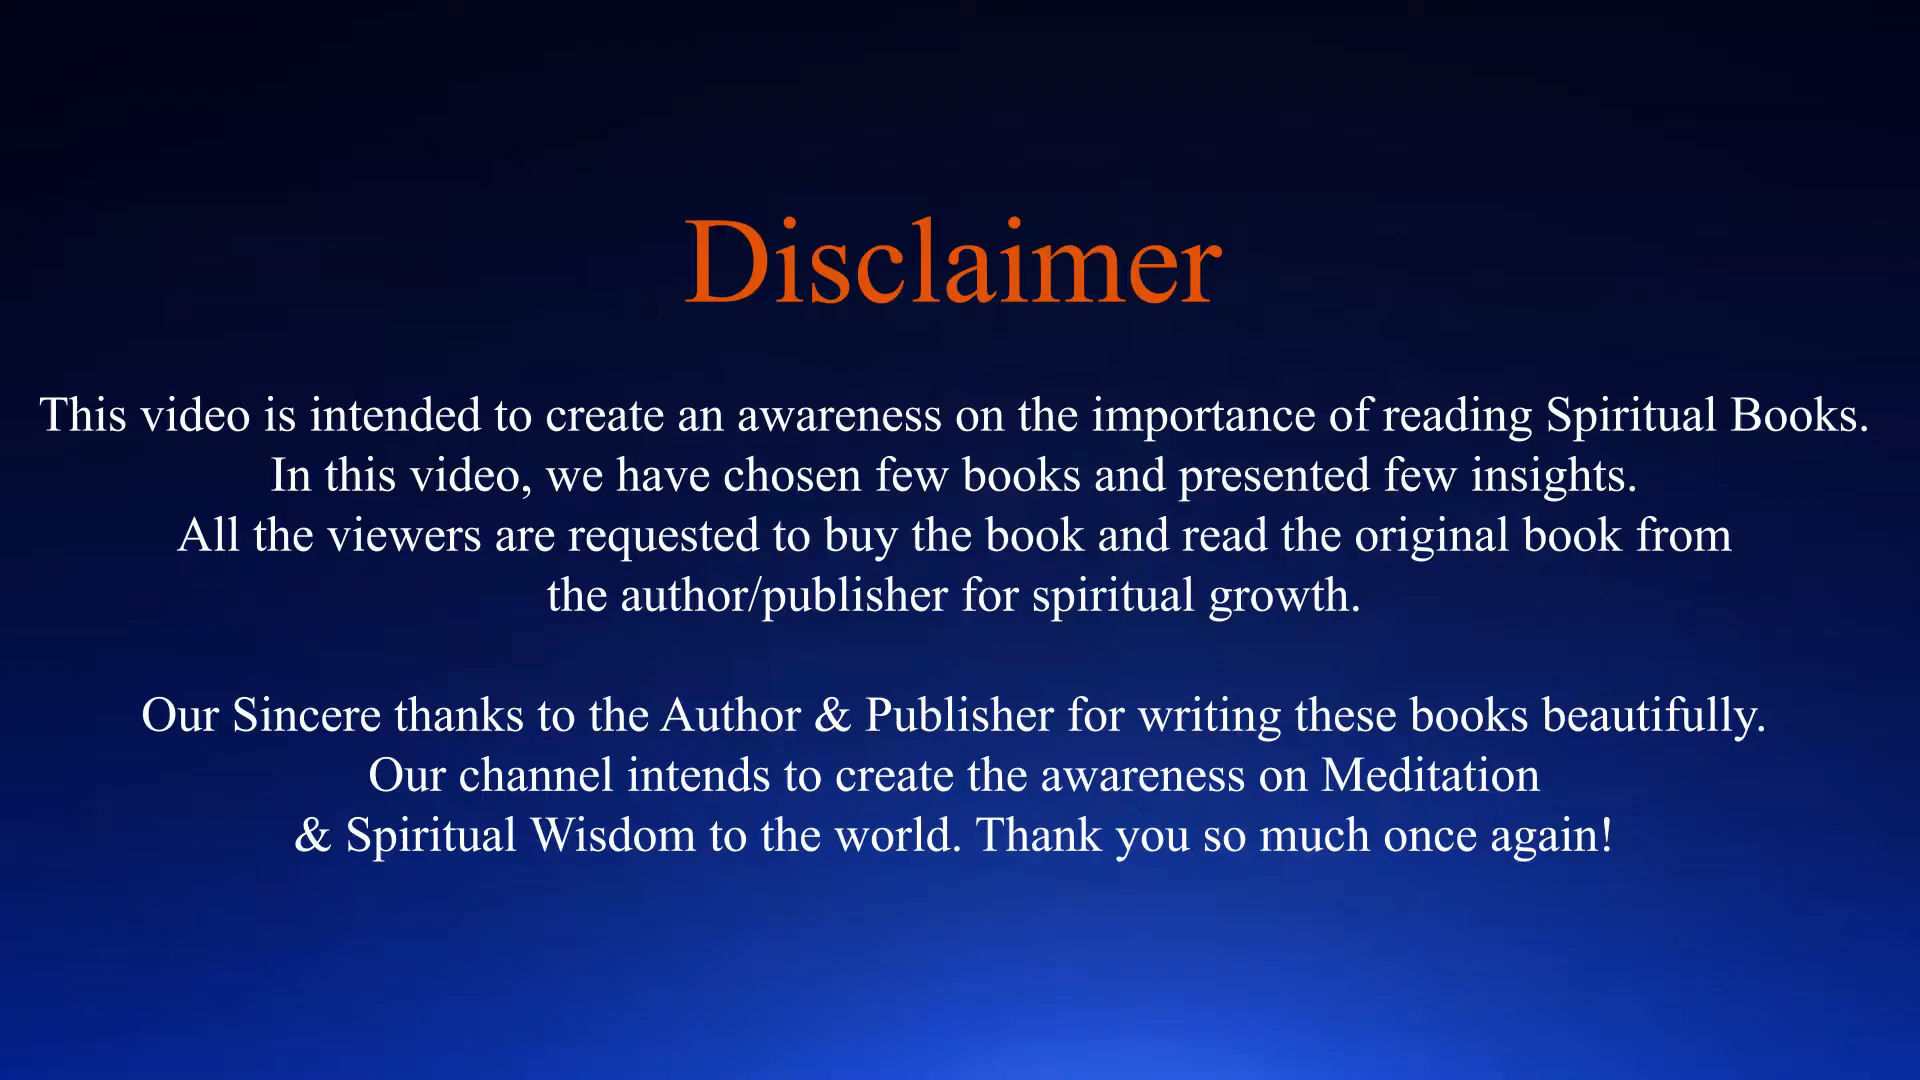 Disclaimer
This video is intended to create an awareness on the importance of reading Spiritual Books.
In this video, we have chosen few books and presented few insights.
All the viewers are requested to buy the book and read the original book from
the author/publisher for spiritual growth.
Our Sincere thanks to the Author & Publisher for writing these books beautifully.
Our channel intends to create the awareness on Meditation
& Spiritual Wisdom to the world. Thank you so much once again!